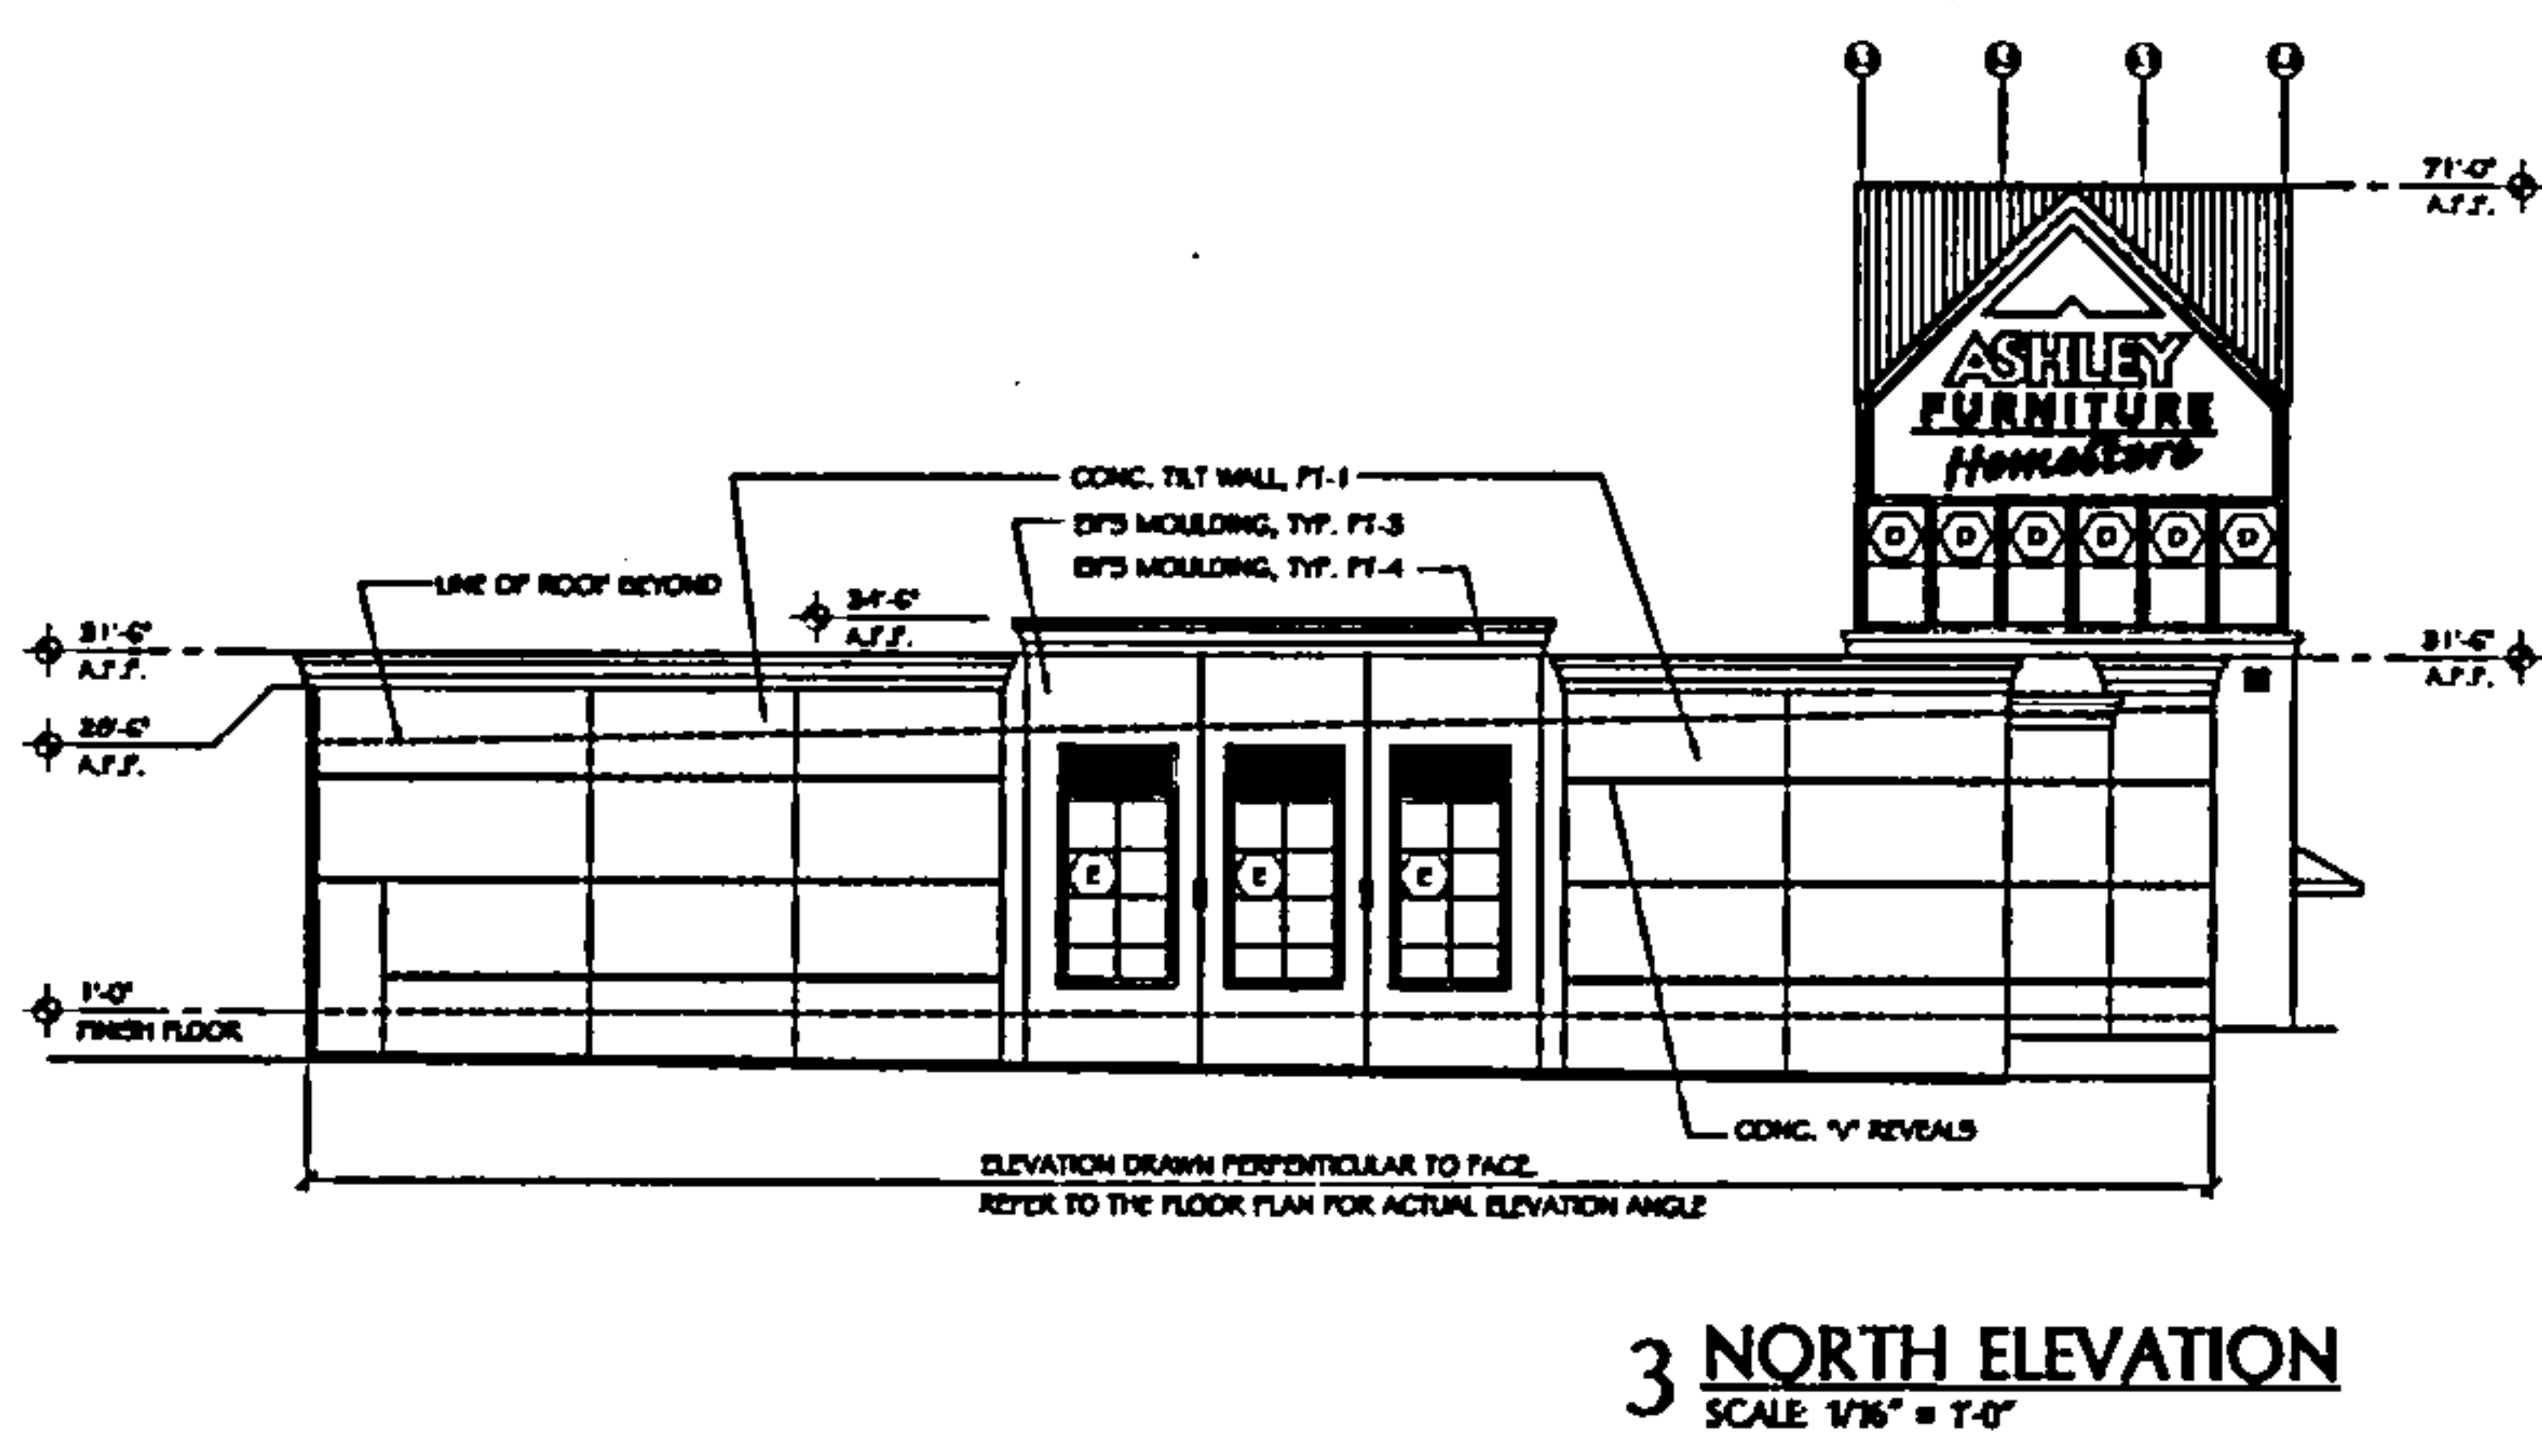 71'-0"
A.F.F.
ASHLEY
FURNITURE
HomeStore
CONC. TILT WALL, PT-1
EIFS MOULDING, TYP. PT-3
EIFS MOULDING, TYP. PT-4
LINE OF ROOF BEYOND
34'-6"
A.F.F.
31'-6"
A.F.F.
31'-6"
A.F.F.
28'-6"
A.F.F.
D D D D D D
C C C
1'-0"
FINISH FLOOR
CONC. "V" REVEALS
ELEVATION DRAWN PERPENTICULAR TO FACE.
REFER TO THE FLOOR PLAN FOR ACTUAL ELEVATION ANGLE
3 NORTH ELEVATION
SCALE: 1/16" = 1'-0"